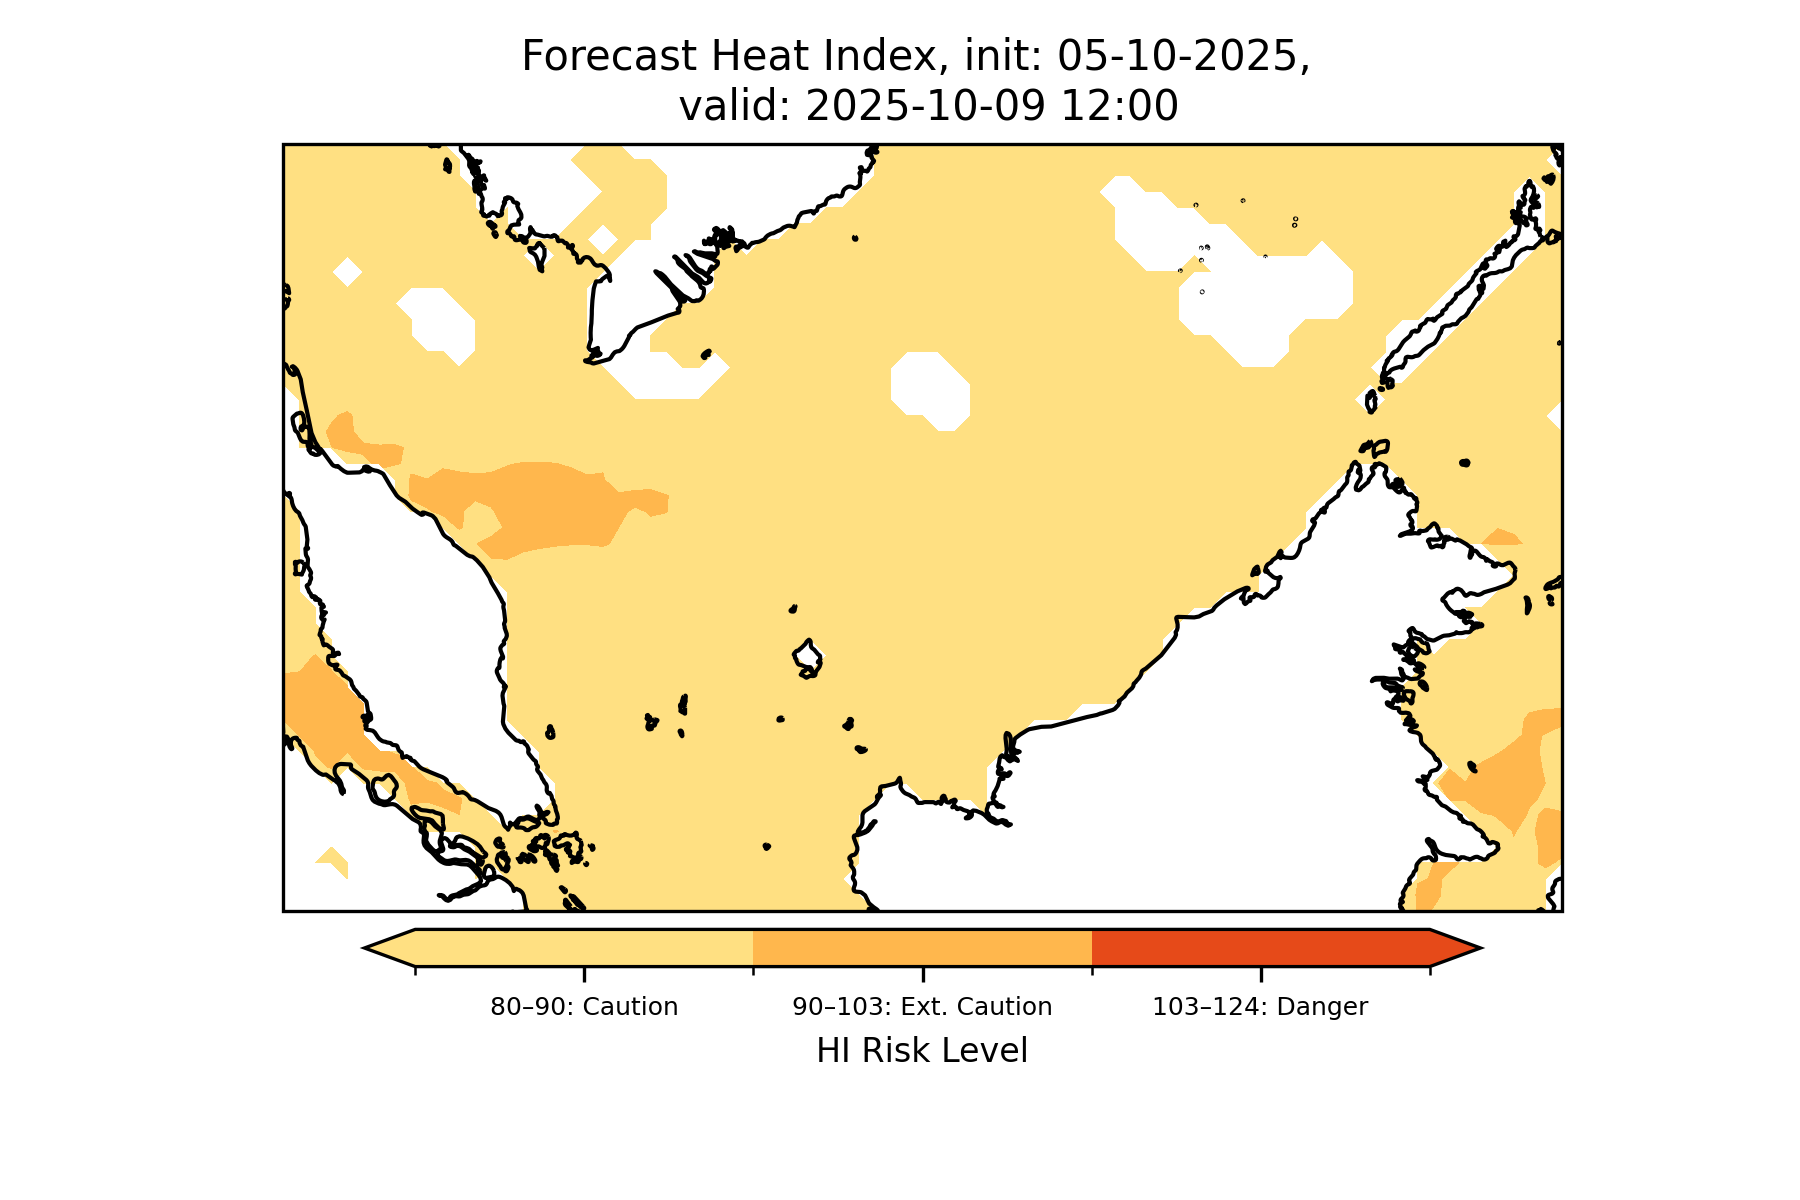 Forecast Heat Index, init: 05-10-2025,
valid: 2025-10-09 12:00
80–90: Caution
90–103: Ext. Caution
103–124: Danger
HI Risk Level